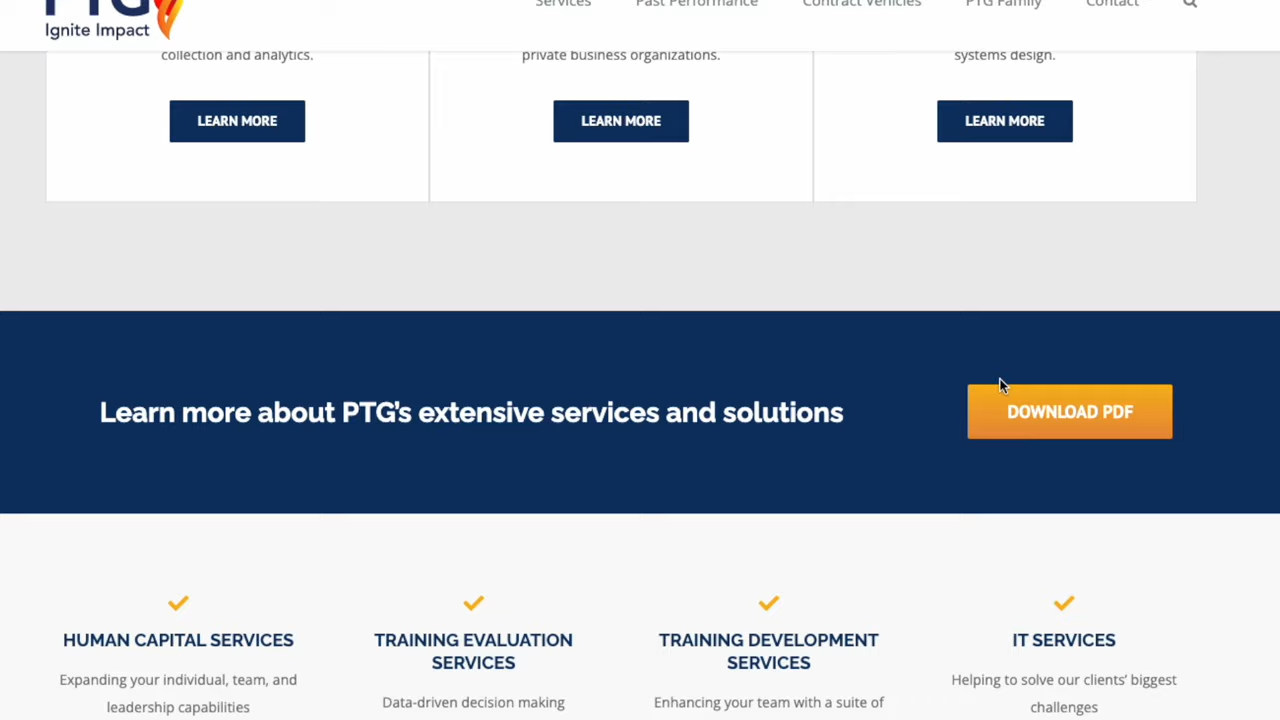 PTG
Ignite Impact
Services Past Performance Contract Vehicles PTG Family Contact
collection and analytics.
private business organizations.
systems design.
LEARN MORE
LEARN MORE
LEARN MORE
Learn more about PTG's extensive services and solutions
DOWNLOAD PDF
HUMAN CAPITAL SERVICES
Expanding your individual, team, and
leadership capabilities
TRAINING EVALUATION
SERVICES
Data-driven decision making
TRAINING DEVELOPMENT
SERVICES
Enhancing your team with a suite of
IT SERVICES
Helping to solve our clients' biggest
challenges